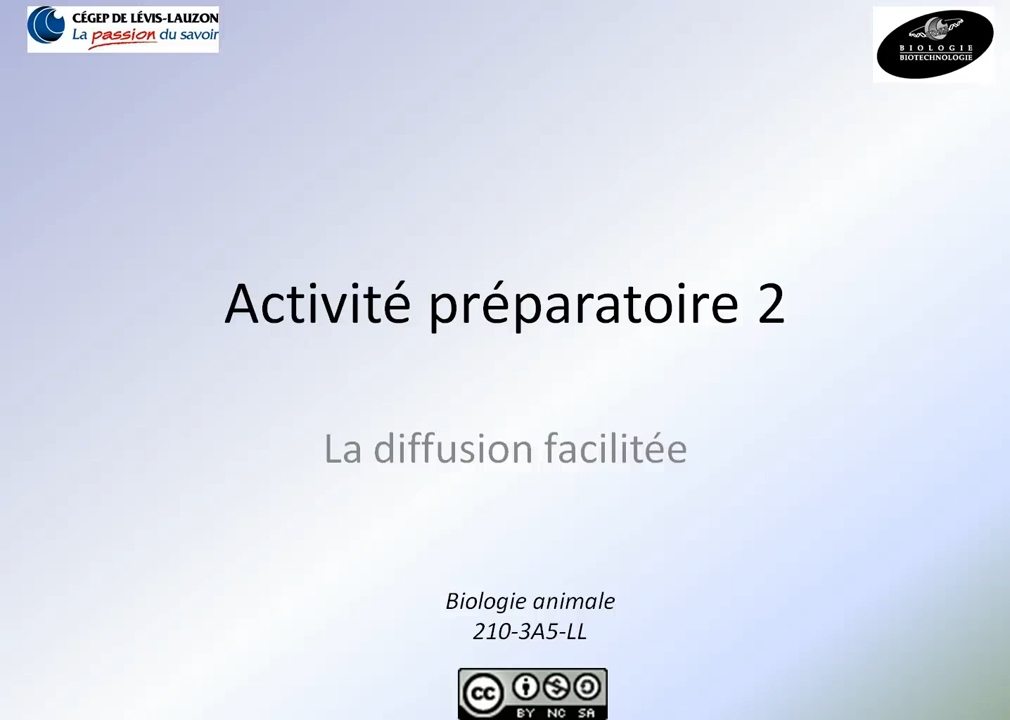 CÉGEP DE LÉVIS-LAUZON
La passion du savoir
BIOLOGIE
BIOTECHNOLOGIE
Activité préparatoire 2
La diffusion facilitée
Biologie animale
210-3A5-LL
cc
BY NC SA